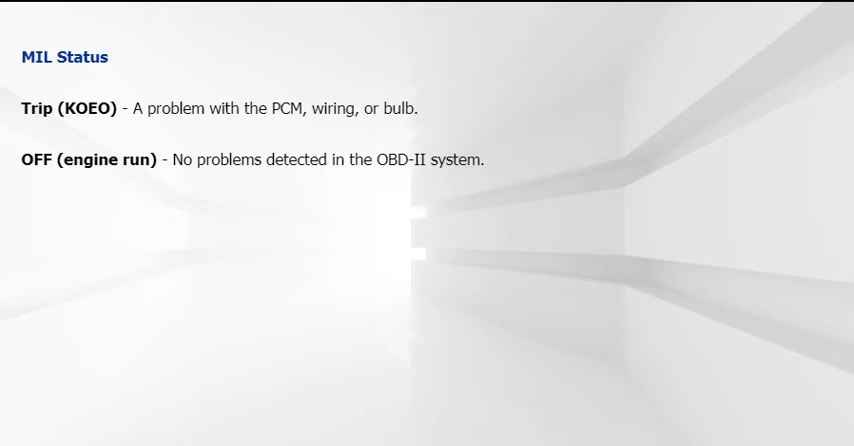 MIL Status
Trip (KOEO) - A problem with the PCM, wiring, or bulb.
OFF (engine run) - No problems detected in the OBD-II system.